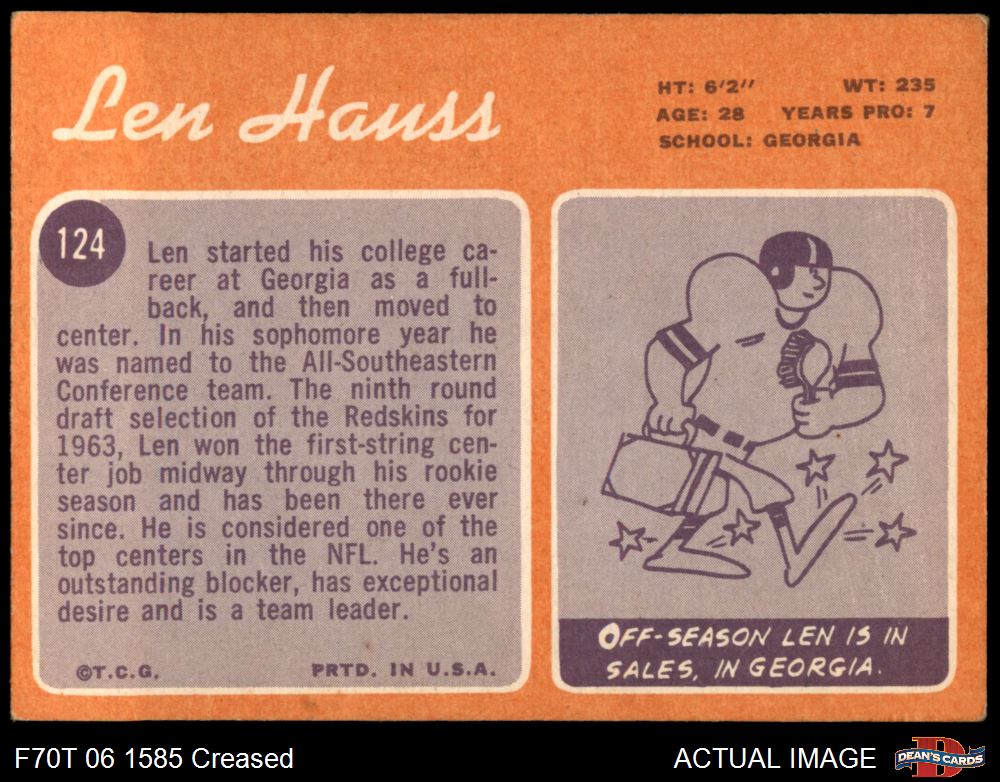 Len Hauss
HT: 6'2'' WT: 235
AGE: 28 YEARS PRO: 7
SCHOOL: GEORGIA
124
Len started his college ca-
reer at Georgia as a full-
back, and then moved to
center. In his sophomore year he
was named to the All-Southeastern
Conference team. The ninth round
draft selection of the Redskins for
1963, Len won the first-string cen-
ter job midway through his rookie
season and has been there ever
since. He is considered one of the
top centers in the NFL. He's an
outstanding blocker, has exceptional
desire and is a team leader.
©T.C.G. PRTD. IN U.S.A.
OFF-SEASON LEN IS IN
SALES, IN GEORGIA.
F70T 06 1585 Creased
ACTUAL IMAGE
D
DEAN'S CARDS